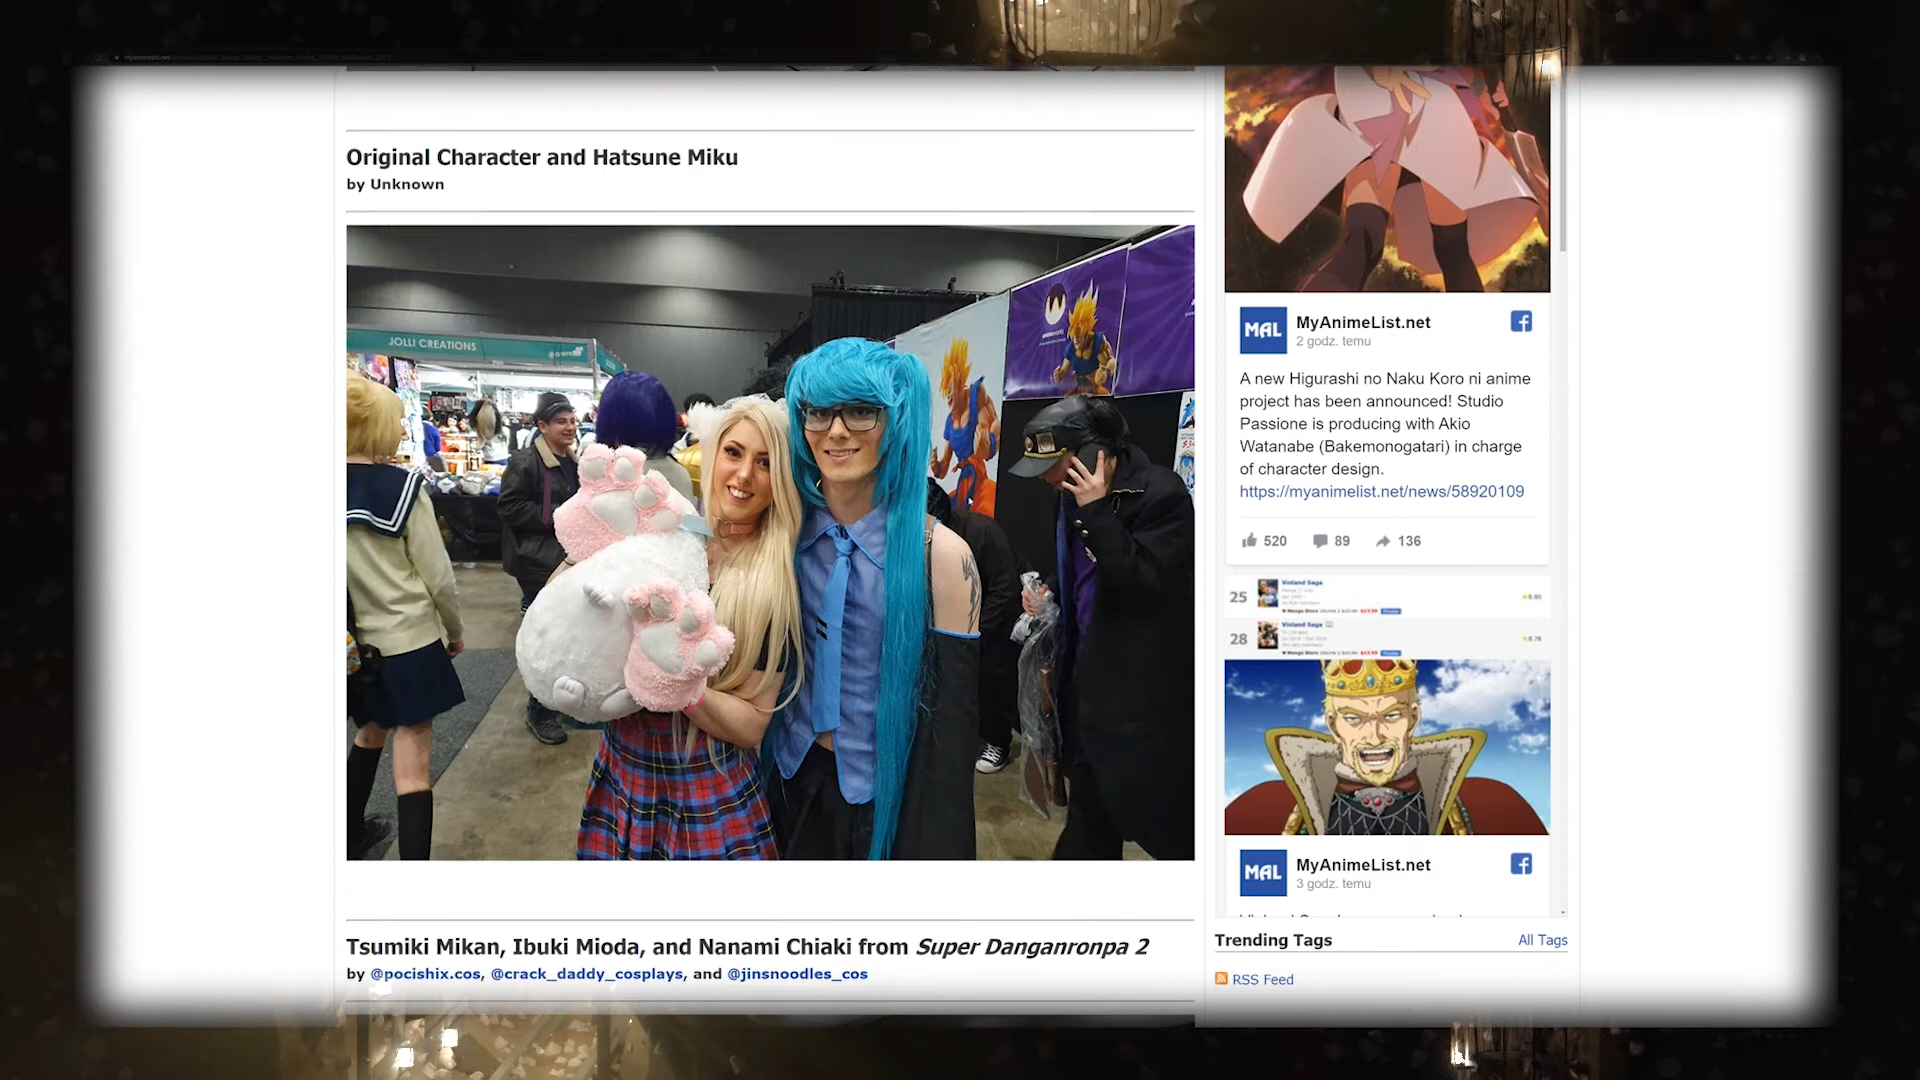 Original Character and Hatsune Miku
by Unknown
JOLLI CREATIONS
Tsumiki Mikan, Ibuki Mioda, and Nanami Chiaki from Super Danganronpa 2
by @pocishix.cos, @crack_daddy_cosplays, and @jinsnoodles_cos
MAL
MyAnimeList.net
2 godz. temu
A new Higurashi no Naku Koro ni anime
project has been announced! Studio
Passione is producing with Akio
Watanabe (Bakemonogatari) in charge
of character design.
https://myanimelist.net/news/58920109
520 89 136
25 Vinland Saga
28 Vinland Saga
MAL
MyAnimeList.net
3 godz. temu
Trending Tags All Tags
RSS Feed